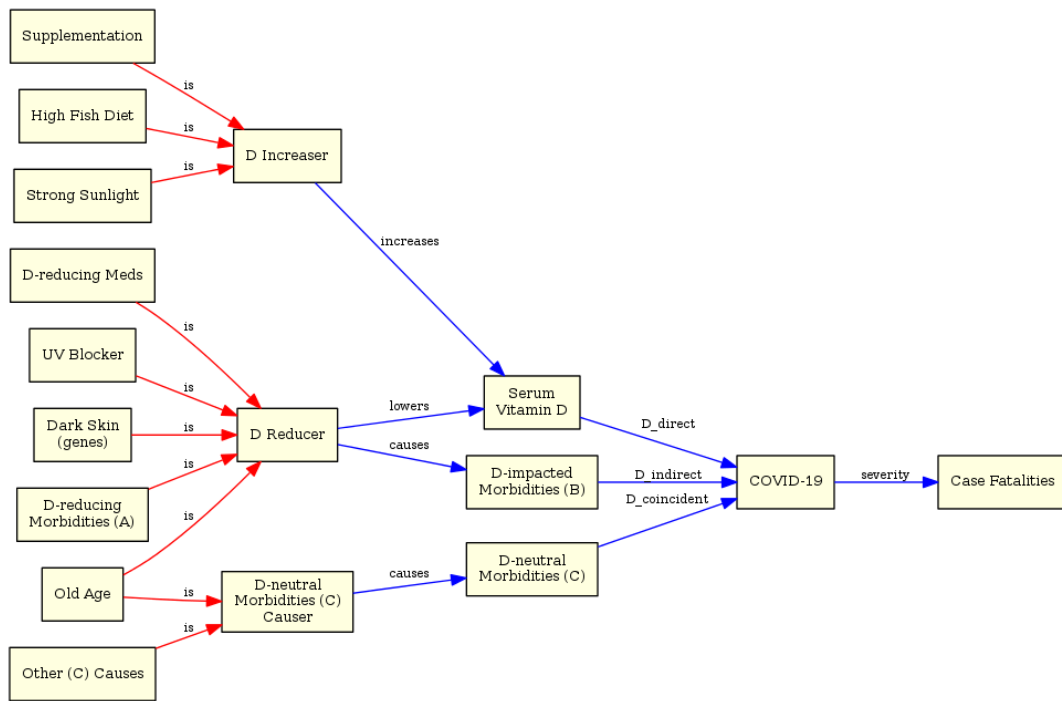 Supplementation
is
High Fish Diet
is
D Increaser
is
Strong Sunlight
increases
D-reducing Meds
is
UV Blocker
is
Serum
Vitamin D
lowers
D_direct
Dark Skin
(genes)
is
D Reducer
causes
D-impacted
Morbidities (B)
D_indirect
COVID-19
severity
Case Fatalities
is
D-reducing
Morbidities (A)
D_coincident
is
Old Age
is
D-neutral
Morbidities (C)
Causer
causes
D-neutral
Morbidities (C)
is
Other (C) Causes